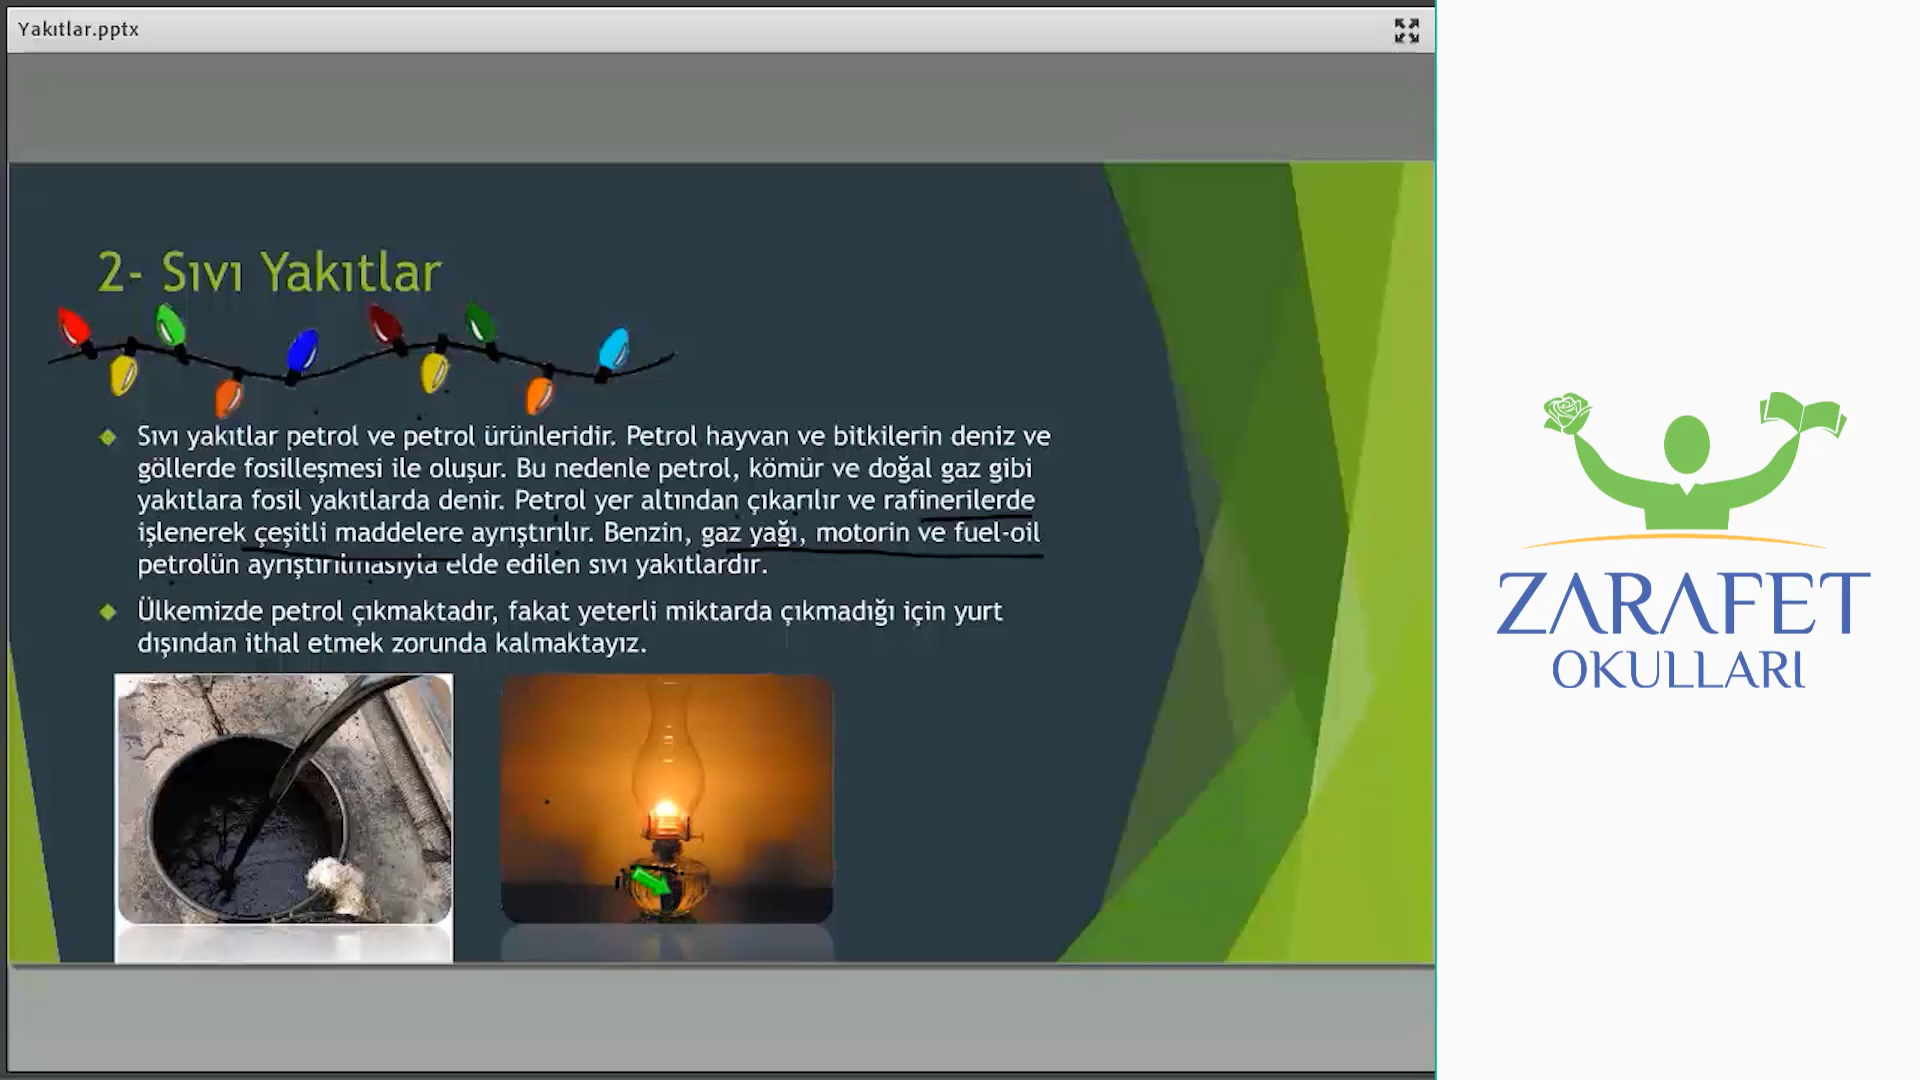 Yakıtlar.pptx
2- Sıvı Yakıtlar
Sıvı yakıtlar petrol ve petrol ürünleridir. Petrol hayvan ve bitkilerin deniz ve
göllerde fosilleşmesi ile oluşur. Bu nedenle petrol, kömür ve doğal gaz gibi
yakıtlara fosil yakıtlarda denir. Petrol yer altından çıkarılır ve rafinerilerde
işlenerek çeşitli maddelere ayrıştırılır. Benzin, gaz yağı, motorin ve fuel-oil
petrolün ayrıştırılmasıyla elde edilen sıvı yakıtlardır.
Ülkemizde petrol çıkmaktadır, fakat yeterli miktarda çıkmadığı için yurt
dışından ithal etmek zorunda kalmaktayız.
ZARAFET
OKULLARI